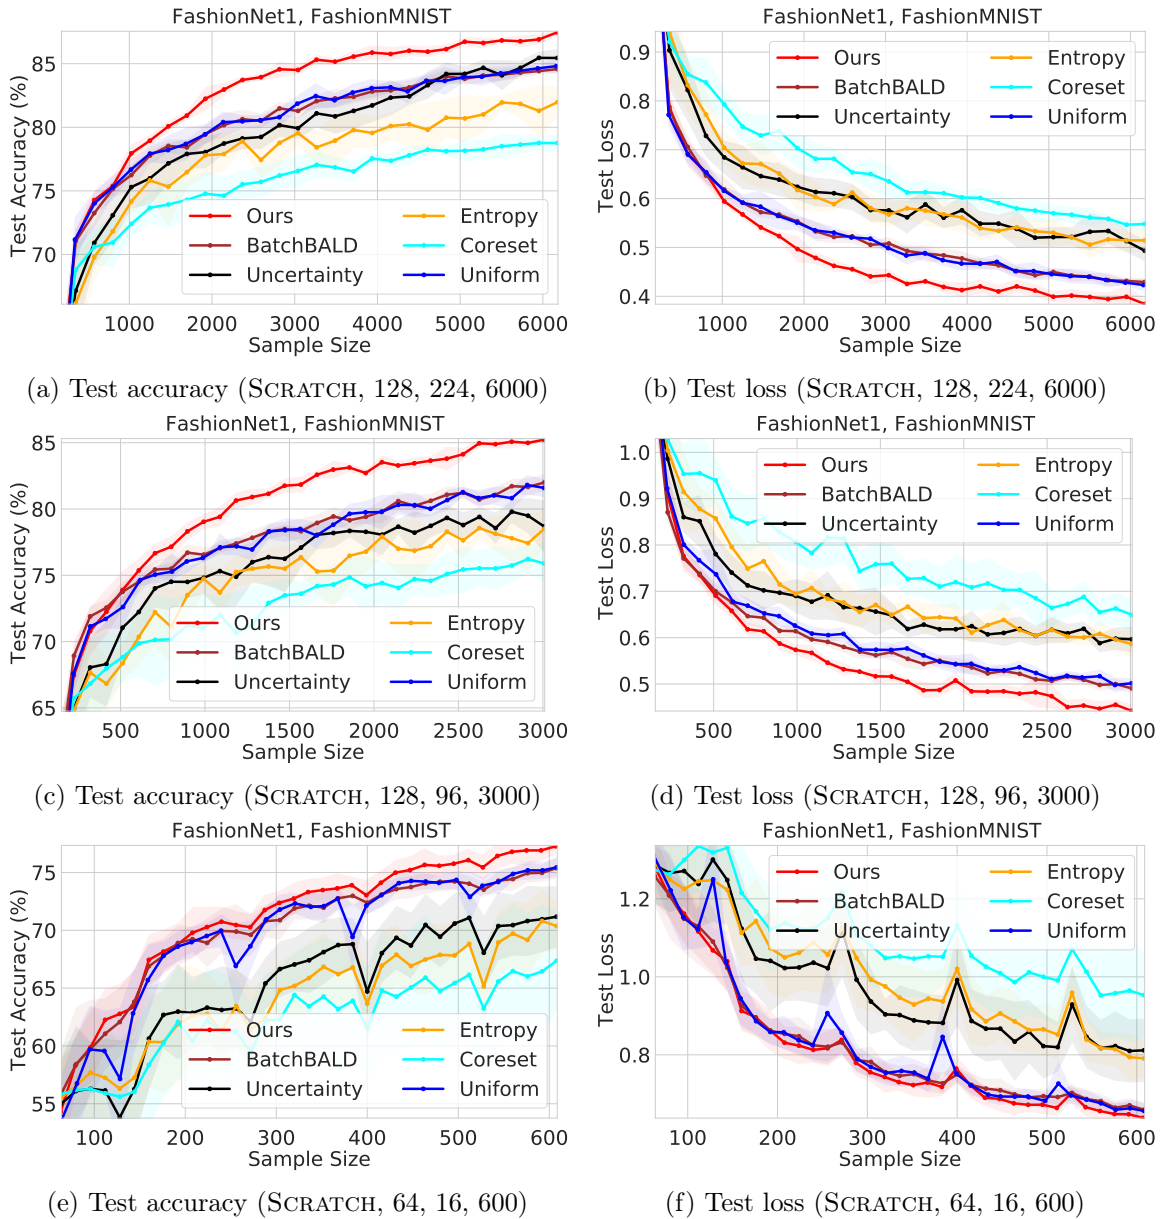 FashionNet1, FashionMNIST
Test Accuracy (%)
85
80
75
70
1000 2000 3000 4000 5000 6000
Sample Size
Ours
BatchBALD
Uncertainty
Entropy
Coreset
Uniform
(a) Test accuracy (SCRATCH, 128, 224, 6000)
FashionNet1, FashionMNIST
Test Loss
0.9
0.8
0.7
0.6
0.5
0.4
1000 2000 3000 4000 5000 6000
Sample Size
Ours
BatchBALD
Uncertainty
Entropy
Coreset
Uniform
(b) Test loss (SCRATCH, 128, 224, 6000)
FashionNet1, FashionMNIST
Test Accuracy (%)
85
80
75
70
65
500 1000 1500 2000 2500 3000
Sample Size
Ours
BatchBALD
Uncertainty
Entropy
Coreset
Uniform
(c) Test accuracy (SCRATCH, 128, 96, 3000)
FashionNet1, FashionMNIST
Test Loss
1.0
0.9
0.8
0.7
0.6
0.5
500 1000 1500 2000 2500 3000
Sample Size
Ours
BatchBALD
Uncertainty
Entropy
Coreset
Uniform
(d) Test loss (SCRATCH, 128, 96, 3000)
FashionNet1, FashionMNIST
Test Accuracy (%)
75
70
65
60
55
100 200 300 400 500 600
Sample Size
Ours
BatchBALD
Uncertainty
Entropy
Coreset
Uniform
(e) Test accuracy (SCRATCH, 64, 16, 600)
FashionNet1, FashionMNIST
Test Loss
1.2
1.0
0.8
100 200 300 400 500 600
Sample Size
Ours
BatchBALD
Uncertainty
Entropy
Coreset
Uniform
(f) Test loss (SCRATCH, 64, 16, 600)